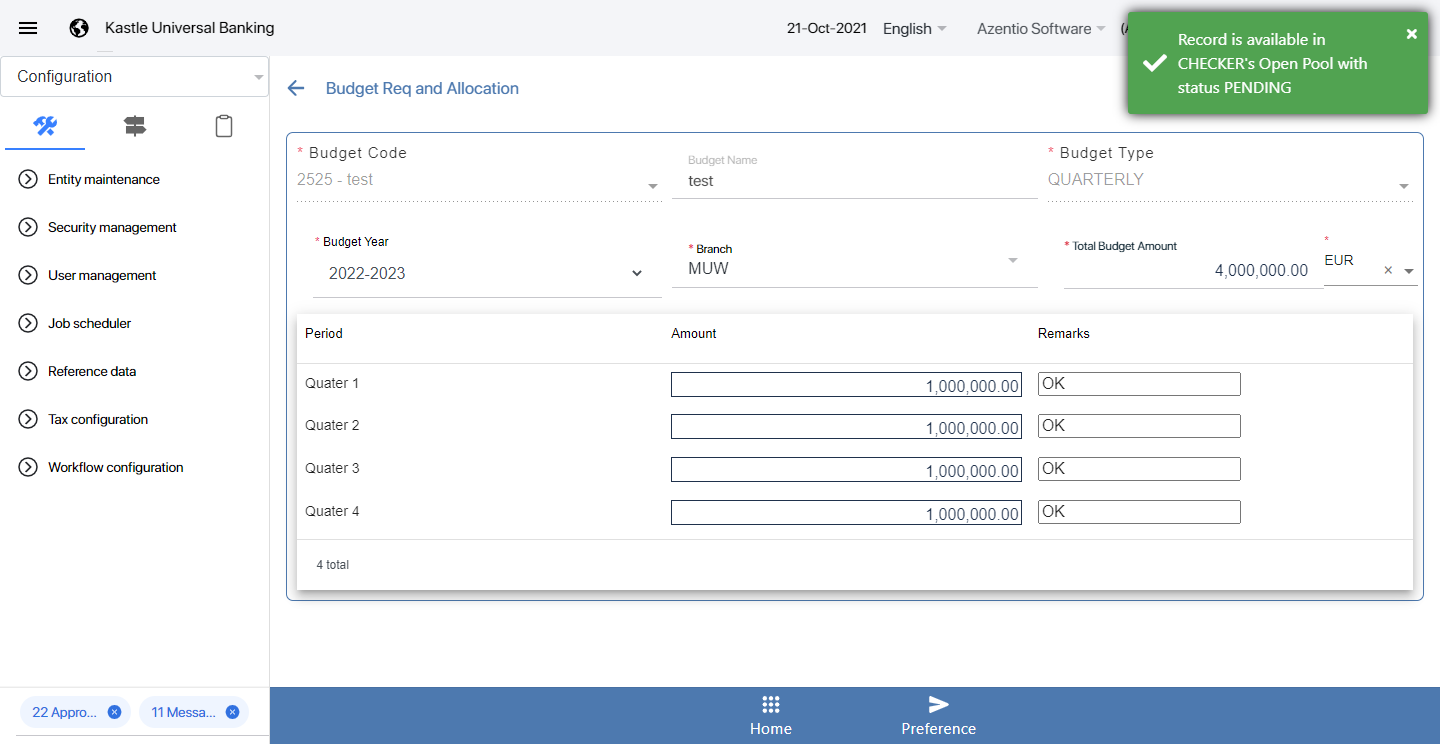 Kastle Universal Banking
21-Oct-2021
English
Azentio Software
Record is available in
CHECKER's Open Pool with
status PENDING
Configuration
Budget Req and Allocation
* Budget Code
2525 - test
Budget Name
test
* Budget Type
QUARTERLY
* Budget Year
2022-2023
* Branch
MUW
* Total Budget Amount
4,000,000.00
*
EUR
Entity maintenance
Security management
User management
Job scheduler
Reference data
Tax configuration
Workflow configuration
Period Amount Remarks
Quater 1 1,000,000.00 OK
Quater 2 1,000,000.00 OK
Quater 3 1,000,000.00 OK
Quater 4 1,000,000.00 OK
4 total
22 Appro...
11 Messa...
Home
Preference